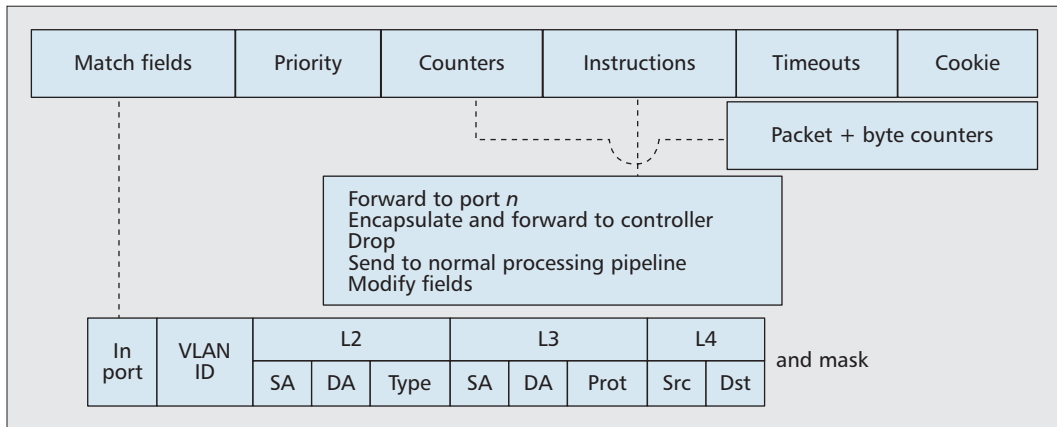 Match fields Priority Counters Instructions Timeouts Cookie
Packet + byte counters
Forward to port n
Encapsulate and forward to controller
Drop
Send to normal processing pipeline
Modify fields
In port VLAN ID L2 L3 L4 and mask
SA DA Type SA DA Prot Src Dst